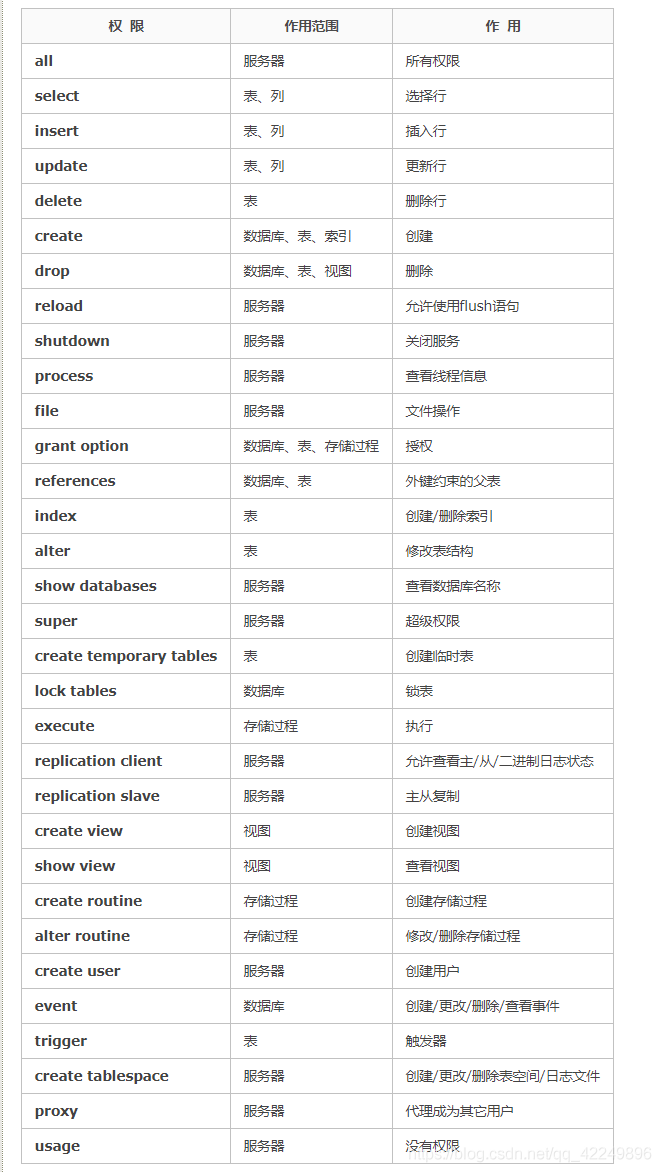 权 限 作用范围 作 用
all 服务器 所有权限
select 表、列 选择行
insert 表、列 插入行
update 表、列 更新行
delete 表 删除行
create 数据库、表、索引 创建
drop 数据库、表、视图 删除
reload 服务器 允许使用flush语句
shutdown 服务器 关闭服务
process 服务器 查看线程信息
file 服务器 文件操作
grant option 数据库、表、存储过程 授权
references 数据库、表 外键约束的父表
index 表 创建/删除索引
alter 表 修改表结构
show databases 服务器 查看数据库名称
super 服务器 超级权限
create temporary tables 表 创建临时表
lock tables 数据库 锁表
execute 存储过程 执行
replication client 服务器 允许查看主/从/二进制日志状态
replication slave 服务器 主从复制
create view 视图 创建视图
show view 视图 查看视图
create routine 存储过程 创建存储过程
alter routine 存储过程 修改/删除存储过程
create user 服务器 创建用户
event 数据库 创建/更改/删除/查看事件
trigger 表 触发器
create tablespace 服务器 创建/更改/删除表空间/日志文件
proxy 服务器 代理成为其它用户
usage 服务器 没有权限
https://blog.csdn.net/qq_42249896